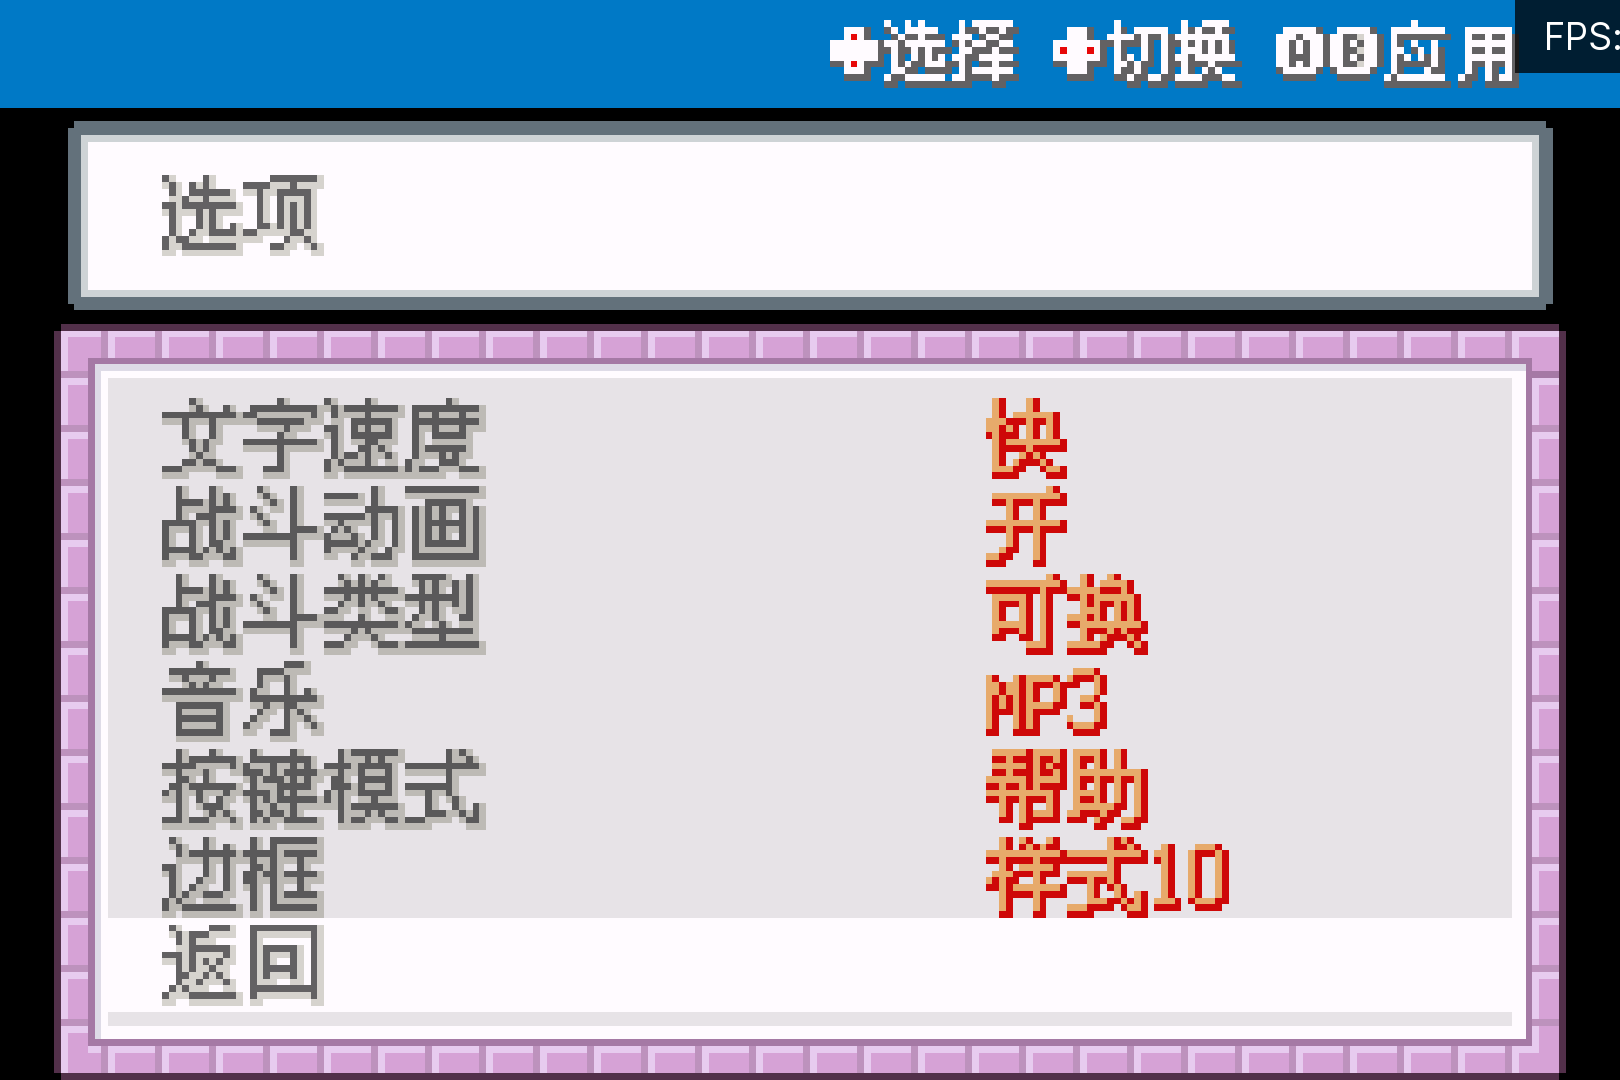 选择 切换 AB应用 FPS:
选项
文字速度 快
战斗动画 开
战斗类型 可换
音乐 MP3
按键模式 帮助
边框 样式10
返回